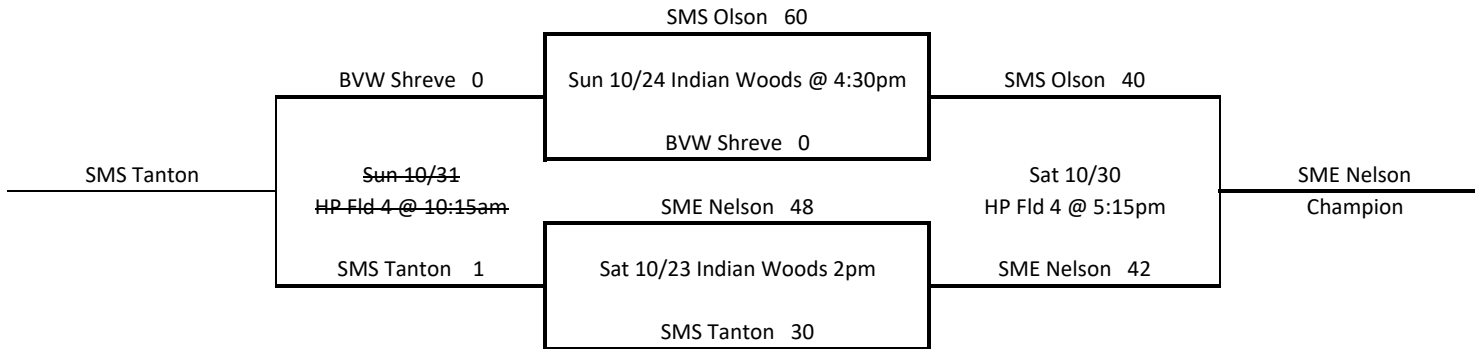 SMS Olson 60
BVW Shreve 0
Sun 10/24 Indian Woods @ 4:30pm
SMS Olson 40
BVW Shreve 0
SMS Tanton
Sun 10/31
Sat 10/30
SME Nelson
HP Fld 4 @ 10:15am
SME Nelson 48
HP Fld 4 @ 5:15pm
Champion
SMS Tanton 1
Sat 10/23 Indian Woods 2pm
SME Nelson 42
SMS Tanton 30